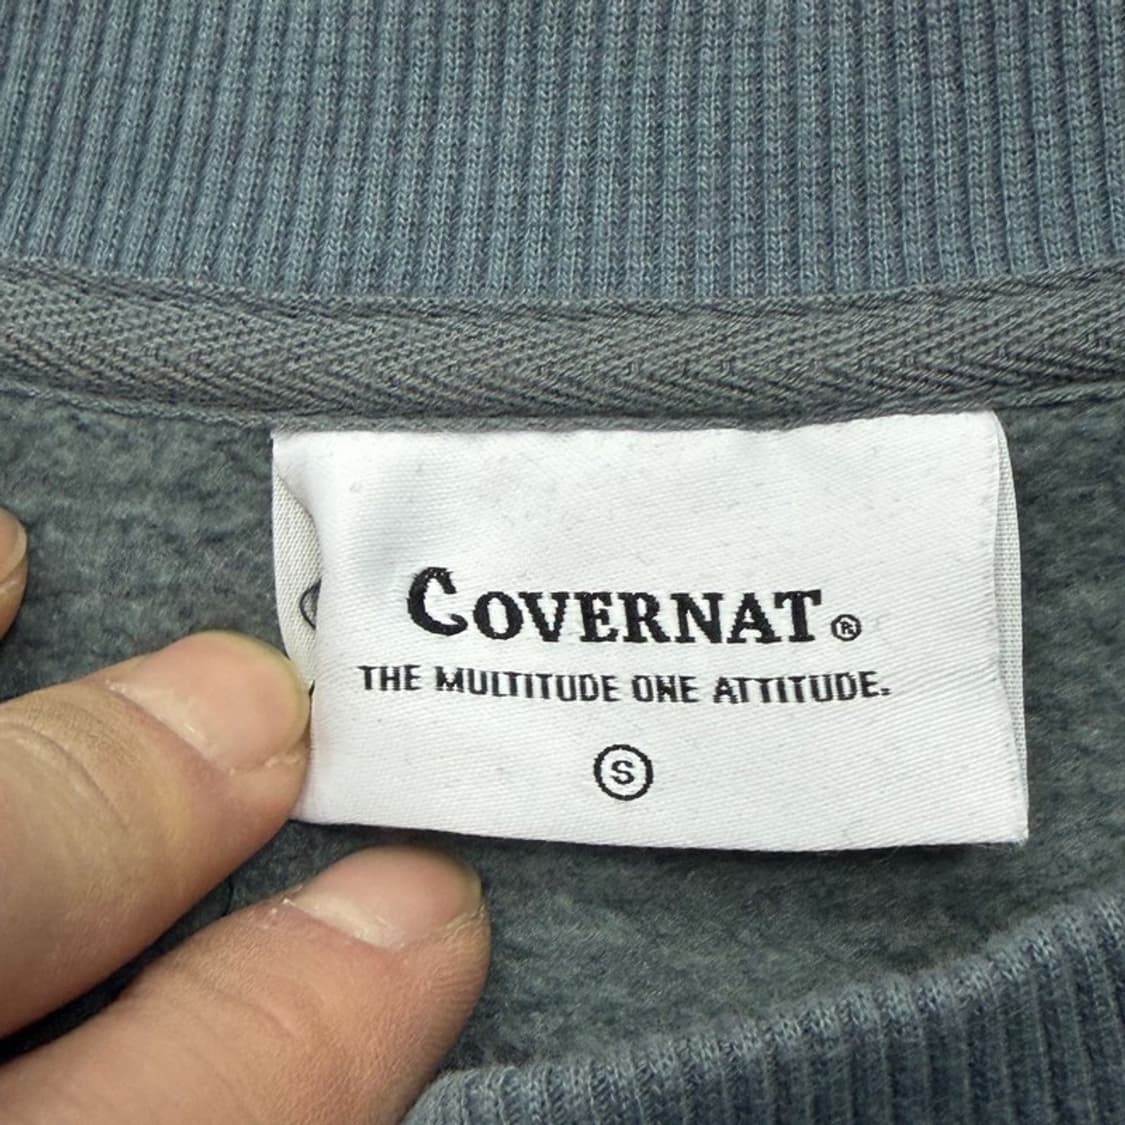 COVERNAT®
THE MULTITUDE ONE ATTITUDE.
S